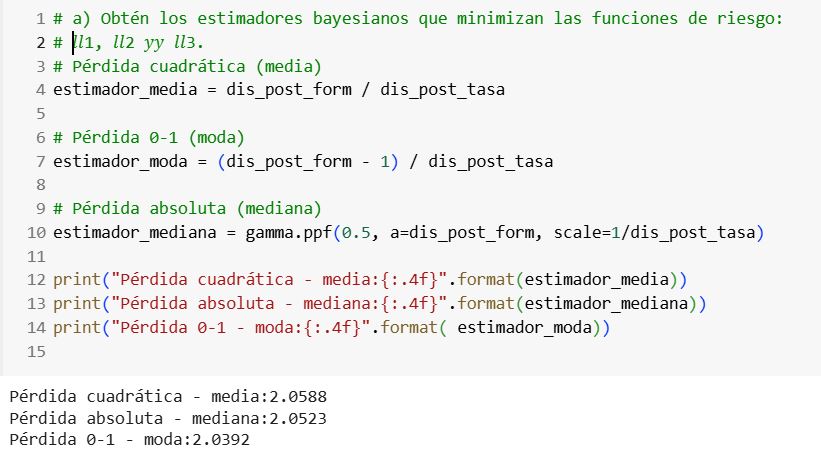 1 # a) Obtén los estimadores bayesianos que minimizan las funciones de riesgo:
2 # 𝑙𝑙1, 𝑙𝑙2 𝑦𝑦 𝑙𝑙3.
3 # Pérdida cuadrática (media)
4 estimador_media = dis_post_form / dis_post_tasa
5
6 # Pérdida 0-1 (moda)
7 estimador_moda = (dis_post_form - 1) / dis_post_tasa
8
9 # Pérdida absoluta (mediana)
10 estimador_mediana = gamma.ppf(0.5, a=dis_post_form, scale=1/dis_post_tasa)
11
12 print("Pérdida cuadrática - media:{:.4f}".format(estimador_media))
13 print("Pérdida absoluta - mediana:{:.4f}".format(estimador_mediana))
14 print("Pérdida 0-1 - moda:{:.4f}".format( estimador_moda))
15
Pérdida cuadrática - media:2.0588
Pérdida absoluta - mediana:2.0523
Pérdida 0-1 - moda:2.0392